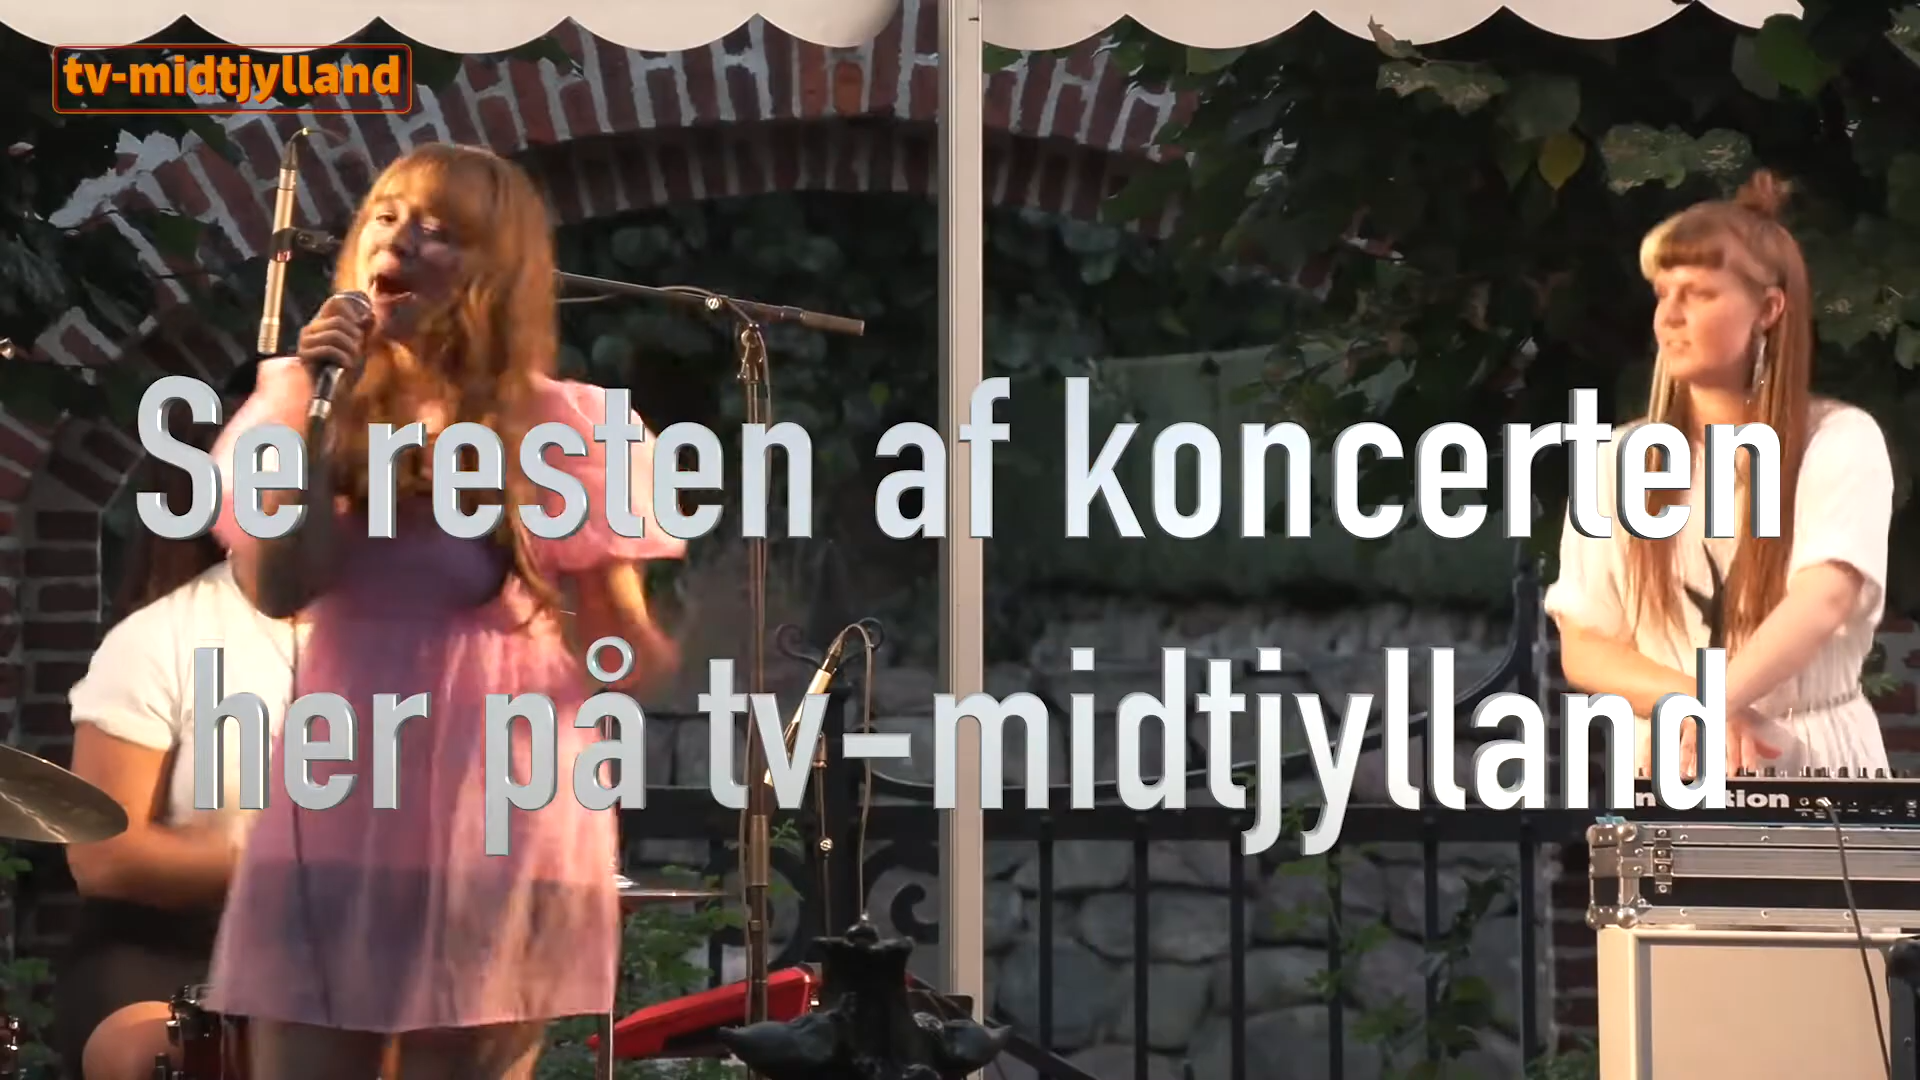 tv-midtjylland
Se resten af koncerten
her på tv-midtjylland